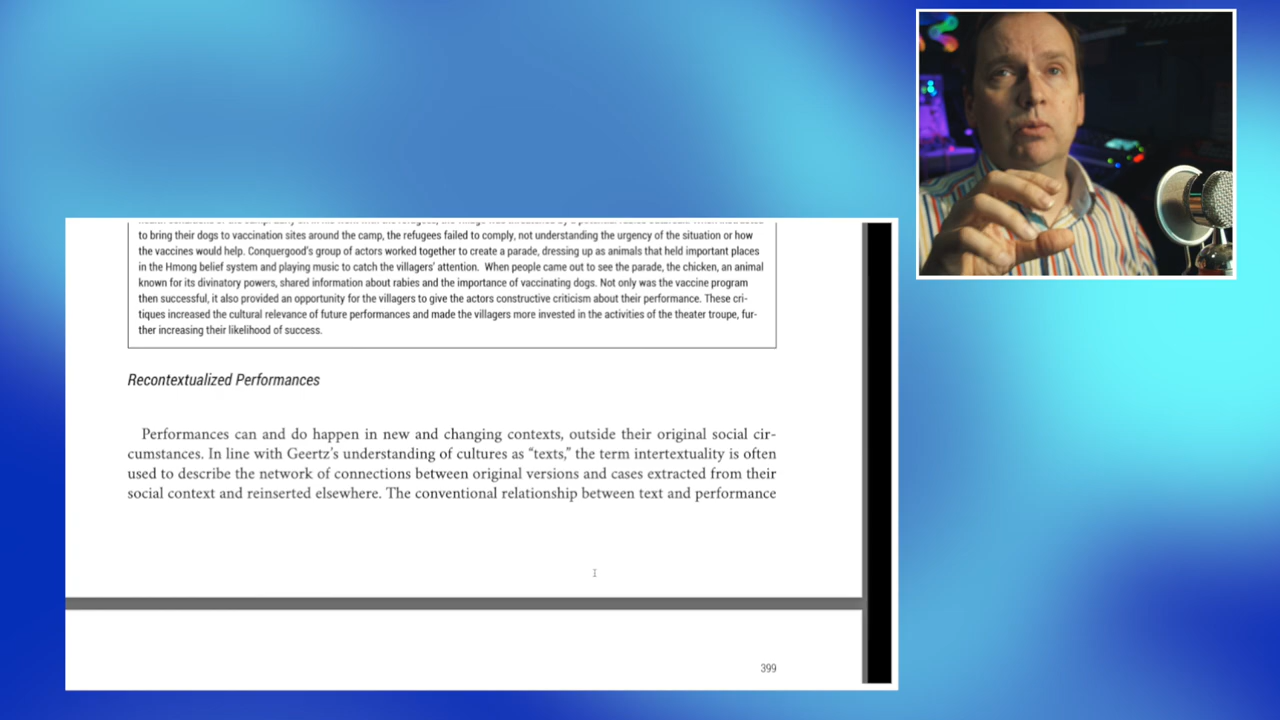 to bring their dogs to vaccination sites around the camp, the refugees failed to comply, not understanding the urgency of the situation or how
the vaccines would help. Conquergood's group of actors worked together to create a parade, dressing up as animals that held important places
in the Hmong belief system and playing music to catch the villagers' attention.  When people came out to see the parade, the chicken, an animal
known for its divinatory powers, shared information about rabies and the importance of vaccinating dogs. Not only was the vaccine program
then successful, it also provided an opportunity for the villagers to give the actors constructive criticism about their performance. These cri-
tiques increased the cultural relevance of future performances and made the villagers more invested in the activities of the theater troupe, fur-
ther increasing their likelihood of success.
Recontextualized Performances
Performances can and do happen in new and changing contexts, outside their original social cir-
cumstances. In line with Geertz's understanding of cultures as “texts,” the term intertextuality is often
used to describe the network of connections between original versions and cases extracted from their
social context and reinserted elsewhere. The conventional relationship between text and performance
399